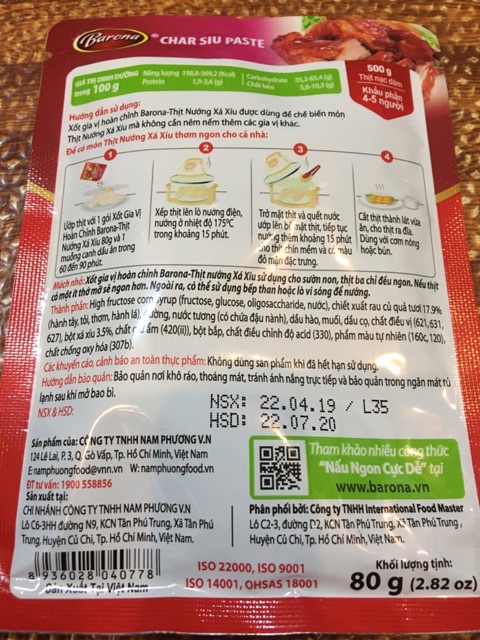 Barona ® CHAR SIU PASTE
GIÁ TRỊ DINH DƯỠNG
trong 100 g
Năng lượng 198,8-369,2 (Kcal)
Protein 1,9-3,6 (g)
Carbohydrate 35,2-65,4 (g)
Chất béo 5,6-10,3 (g)
500 g
Thịt nạc dăm
Khẩu phần
4-5 người
Hướng dẫn sử dụng:
Xốt gia vị hoàn chỉnh Barona-Thịt Nướng Xá Xíu được dùng để chế biến món
Thịt Nướng Xá Xíu mà không cần nêm nếm thêm các gia vị khác.
Để có món Thịt Nướng Xá Xíu thơm ngon cho cả nhà:
1
2
3
4
Ướp thịt với 1 gói Xốt Gia Vị
Hoàn Chỉnh Barona-Thịt
Nướng Xá Xíu 80g và 1
muỗng canh dầu ăn trong
60 đến 90 phút.
Xếp thịt lên lò nướng điện,
nướng ở nhiệt độ 175°C
trong khoảng 15 phút.
Trở mặt thịt và quết nước
ướp lên bề mặt thịt, tiếp tục
nướng thêm khoảng 15 phút
cho thịt chín mềm và có màu
đỏ mận đặc trưng.
Cắt thịt thành lát vừa
ăn, cho thịt ra đĩa.
Dùng với cơm nóng
hoặc bún.
Mách nhỏ: Xốt gia vị hoàn chỉnh Barona-Thịt nướng Xá Xíu sử dụng cho sườn non, thịt ba chỉ đều ngon. Nếu thịt
có một ít thớ mỡ sẽ ngon hơn. Ngoài ra, có thể sử dụng bếp than hoặc lò vi sóng để nướng.
Thành phần: High fructose corn syrup (fructose, glucose, oligosaccharide, nước), chiết xuất rau củ quả tươi 17.9%
(hành tây, tỏi, thơm, hành lá), đường, nước tương (có chứa đậu nành), dầu hào, muối, dầu cọ, chất điều vị (621,631,
627), bột xá xíu 3.5%, chất giữ ẩm (420(ii)), bột bắp, chất điều chỉnh độ acid (330), phẩm màu tự nhiên (160c, 120),
chất chống oxy hóa (307b).
Các khuyến cáo, cảnh báo an toàn thực phẩm: Không dùng sản phẩm khi đã hết hạn sử dụng.
Hướng dẫn bảo quản: Bảo quản nơi khô ráo, thoáng mát, tránh ánh nắng trực tiếp và bảo quản trong ngăn mát tủ
lạnh sau khi mở bao bì.
NSX & HSD:
NSX: 22.04.19 / L35
HSD: 22.07.20
Sản phẩm của: CÔNG TY TNHH NAM PHƯƠNG V.N
124 Lê Lai, P. 3, Q. Gò Vấp, Tp. Hồ Chí Minh, Việt Nam
E:namphuongfood@vnn.vn W: namphuongfood.vn
ĐT tư vấn: 1900 558856
Sản xuất tại:
CHI NHÁNH CÔNG TY TNHH NAM PHƯƠNG V.N
Lô C6-3HH đường N9, KCN Tân Phú Trung, Xã Tân Phú
Trung, Huyện Củ Chi, Tp. Hồ Chí Minh, Việt Nam.
Tham khảo nhiều công thức
"Nấu Ngon Cực Dễ" tại
www.barona.vn
Phân phối bởi: Công ty TNHH International Food Master
Lô C2-3, đường D2, KCN Tân Phú Trung, Xã Tân Phú Trung,
Huyện Củ Chi, Tp. Hồ Chí Minh, Việt Nam.
8 936028 040778
Sản Xuất Tại Việt Nam
ISO 22000, ISO 9001
ISO 14001, OHSAS 18001
Khối lượng tịnh:
80 g (2.82 oz)